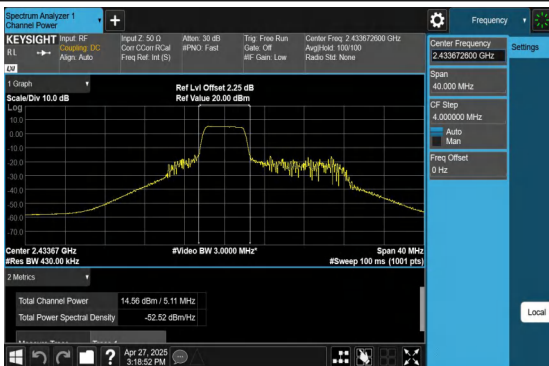 Spectrum Analyzer 1
Channel Power
Frequency
KEYSIGHT
RL
LXI
Input: RF
Coupling: DC
Align: Auto
Input Z: 50 Ω
Corr CCorr RCal
Freq Ref: Int (S)
Atten: 30 dB
#PNO: Fast
Trig: Free Run
Gate: Off
#IF Gain: Low
Center Freq: 2.433672600 GHz
Avg|Hold: 100/100
Radio Std: None
Center Frequency
2.433672600 GHz
Settings
Span
40.000 MHz
CF Step
4.000000 MHz
Auto
Man
Freq Offset
0 Hz
1 Graph
Scale/Div 10.0 dB
Ref Lvl Offset 2.25 dB
Ref Value 20.00 dBm
Log
10.0
0.00
-10.0
-20.0
-30.0
-40.0
-50.0
-60.0
-70.0
Center 2.43367 GHz
#Video BW 3.0000 MHz*
Span 40 MHz
#Res BW 430.00 kHz
#Sweep 100 ms (1001 pts)
2 Metrics
Total Channel Power 14.56 dBm / 5.11 MHz
Total Power Spectral Density -52.52 dBm/Hz
Local
Apr 27, 2025
3:18:52 PM